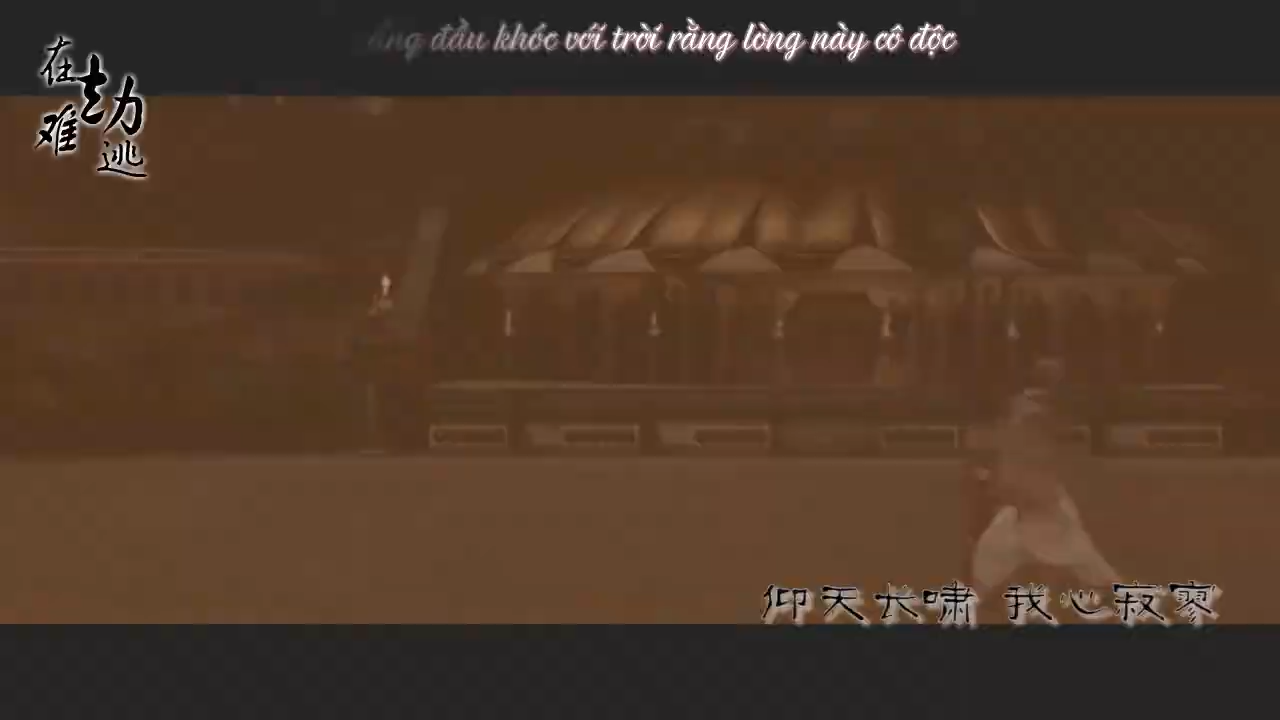 đầu khóc với trời rằng lòng này cô độc
在劫
难逃
仰天长啸 我心寂寥